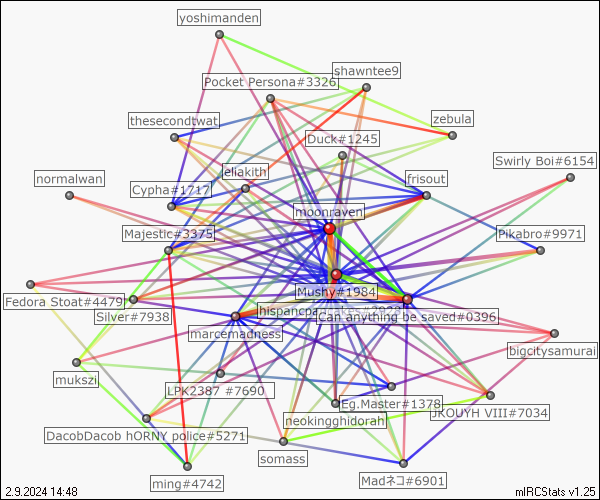 yoshimanden
shawntee9
Pocket Persona#3326
thesecondtwat
zebula
Duck#1245
Swirly Boi#6154
eliakith
normalwan
Cypha#1717
frisout
moonraven
Majestic#3375
Pikabro#9971
Mushy#1984
Fedora Stoat#4479
Silver#7938
Can anything be saved#0396
marcemadness
bigcitysamurai
mukszi
LPK2387 #7690
Eg.Master#1378
JKOUYH VIII#7034
neokingghidorah
DacobDacob hORNY police#5271
somass
ming#4742
Madネコ#6901
2.9.2024 14:48
mIRCStats v1.25